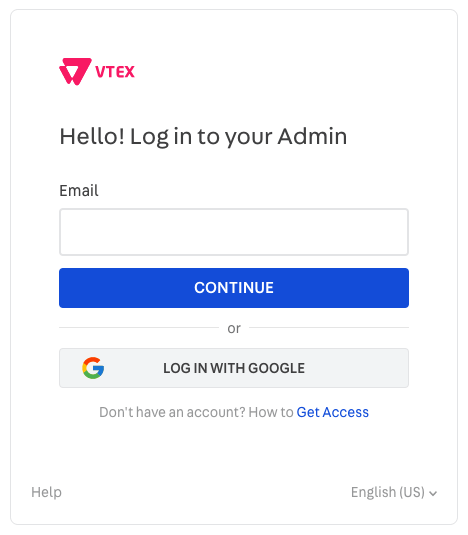 VTEX
Hello! Log in to your Admin
Email
CONTINUE
or
LOG IN WITH GOOGLE
Don't have an account? How to Get Access
Help
English (US)